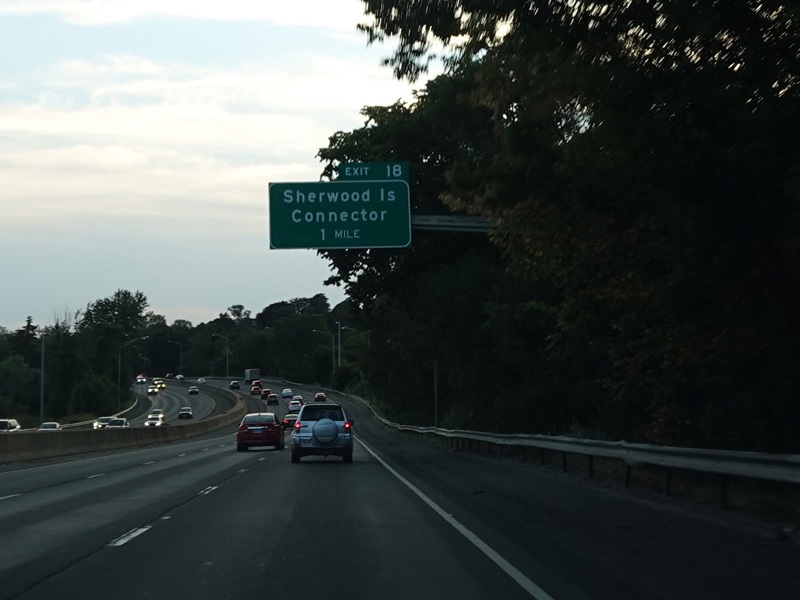 EXIT 18
Sherwood Is
Connector
1 MILE